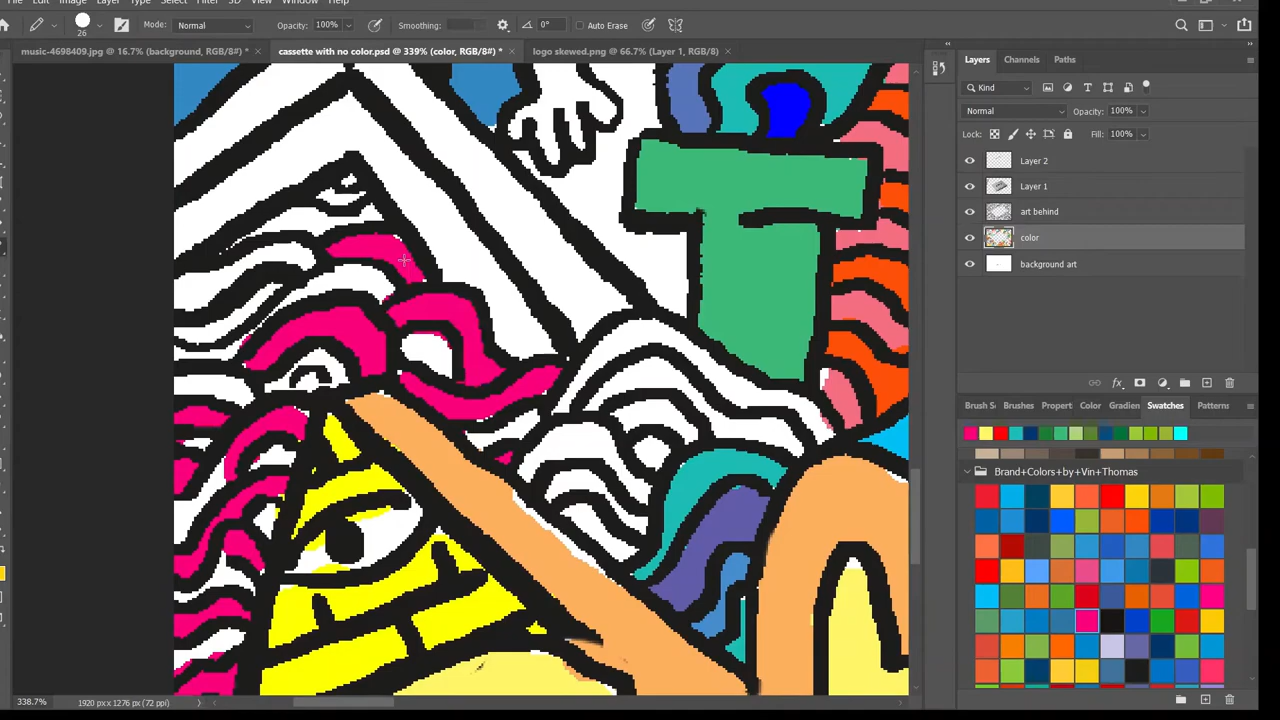 Edit Image Layer Type Select Filter 3D View Window Help
26 Mode: Normal Opacity: 100% Smoothing: 0° Auto Erase
music-4698409.jpg @ 16.7% (background, RGB/8#) * × cassette with no color.psd @ 339% (color, RGB/8#) * × logo skewed.png @ 66.7% (Layer 1, RGB/8) ×
Layers Channels Paths
Kind
Normal Opacity: 100%
Lock: Fill: 100%
Layer 2
Layer 1
art behind
color
background art
fx
Brush S Brushes Propert Color Gradien Swatches Patterns
Brand+Colors+by+Vin+Thomas
T
338.7% 1920 px x 1276 px (72 ppi)